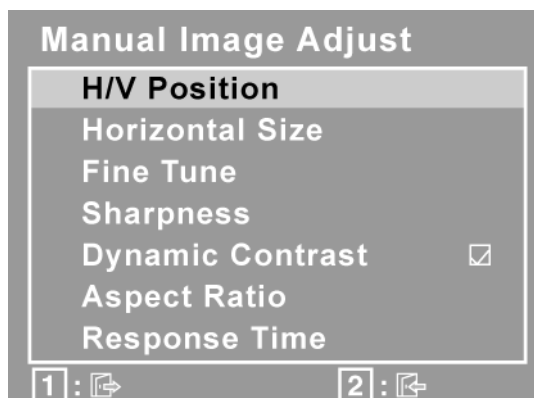 Manual Image Adjust
H/V Position
Horizontal Size
Fine Tune
Sharpness
Dynamic Contrast
Aspect Ratio
Response Time
1 : 2 :